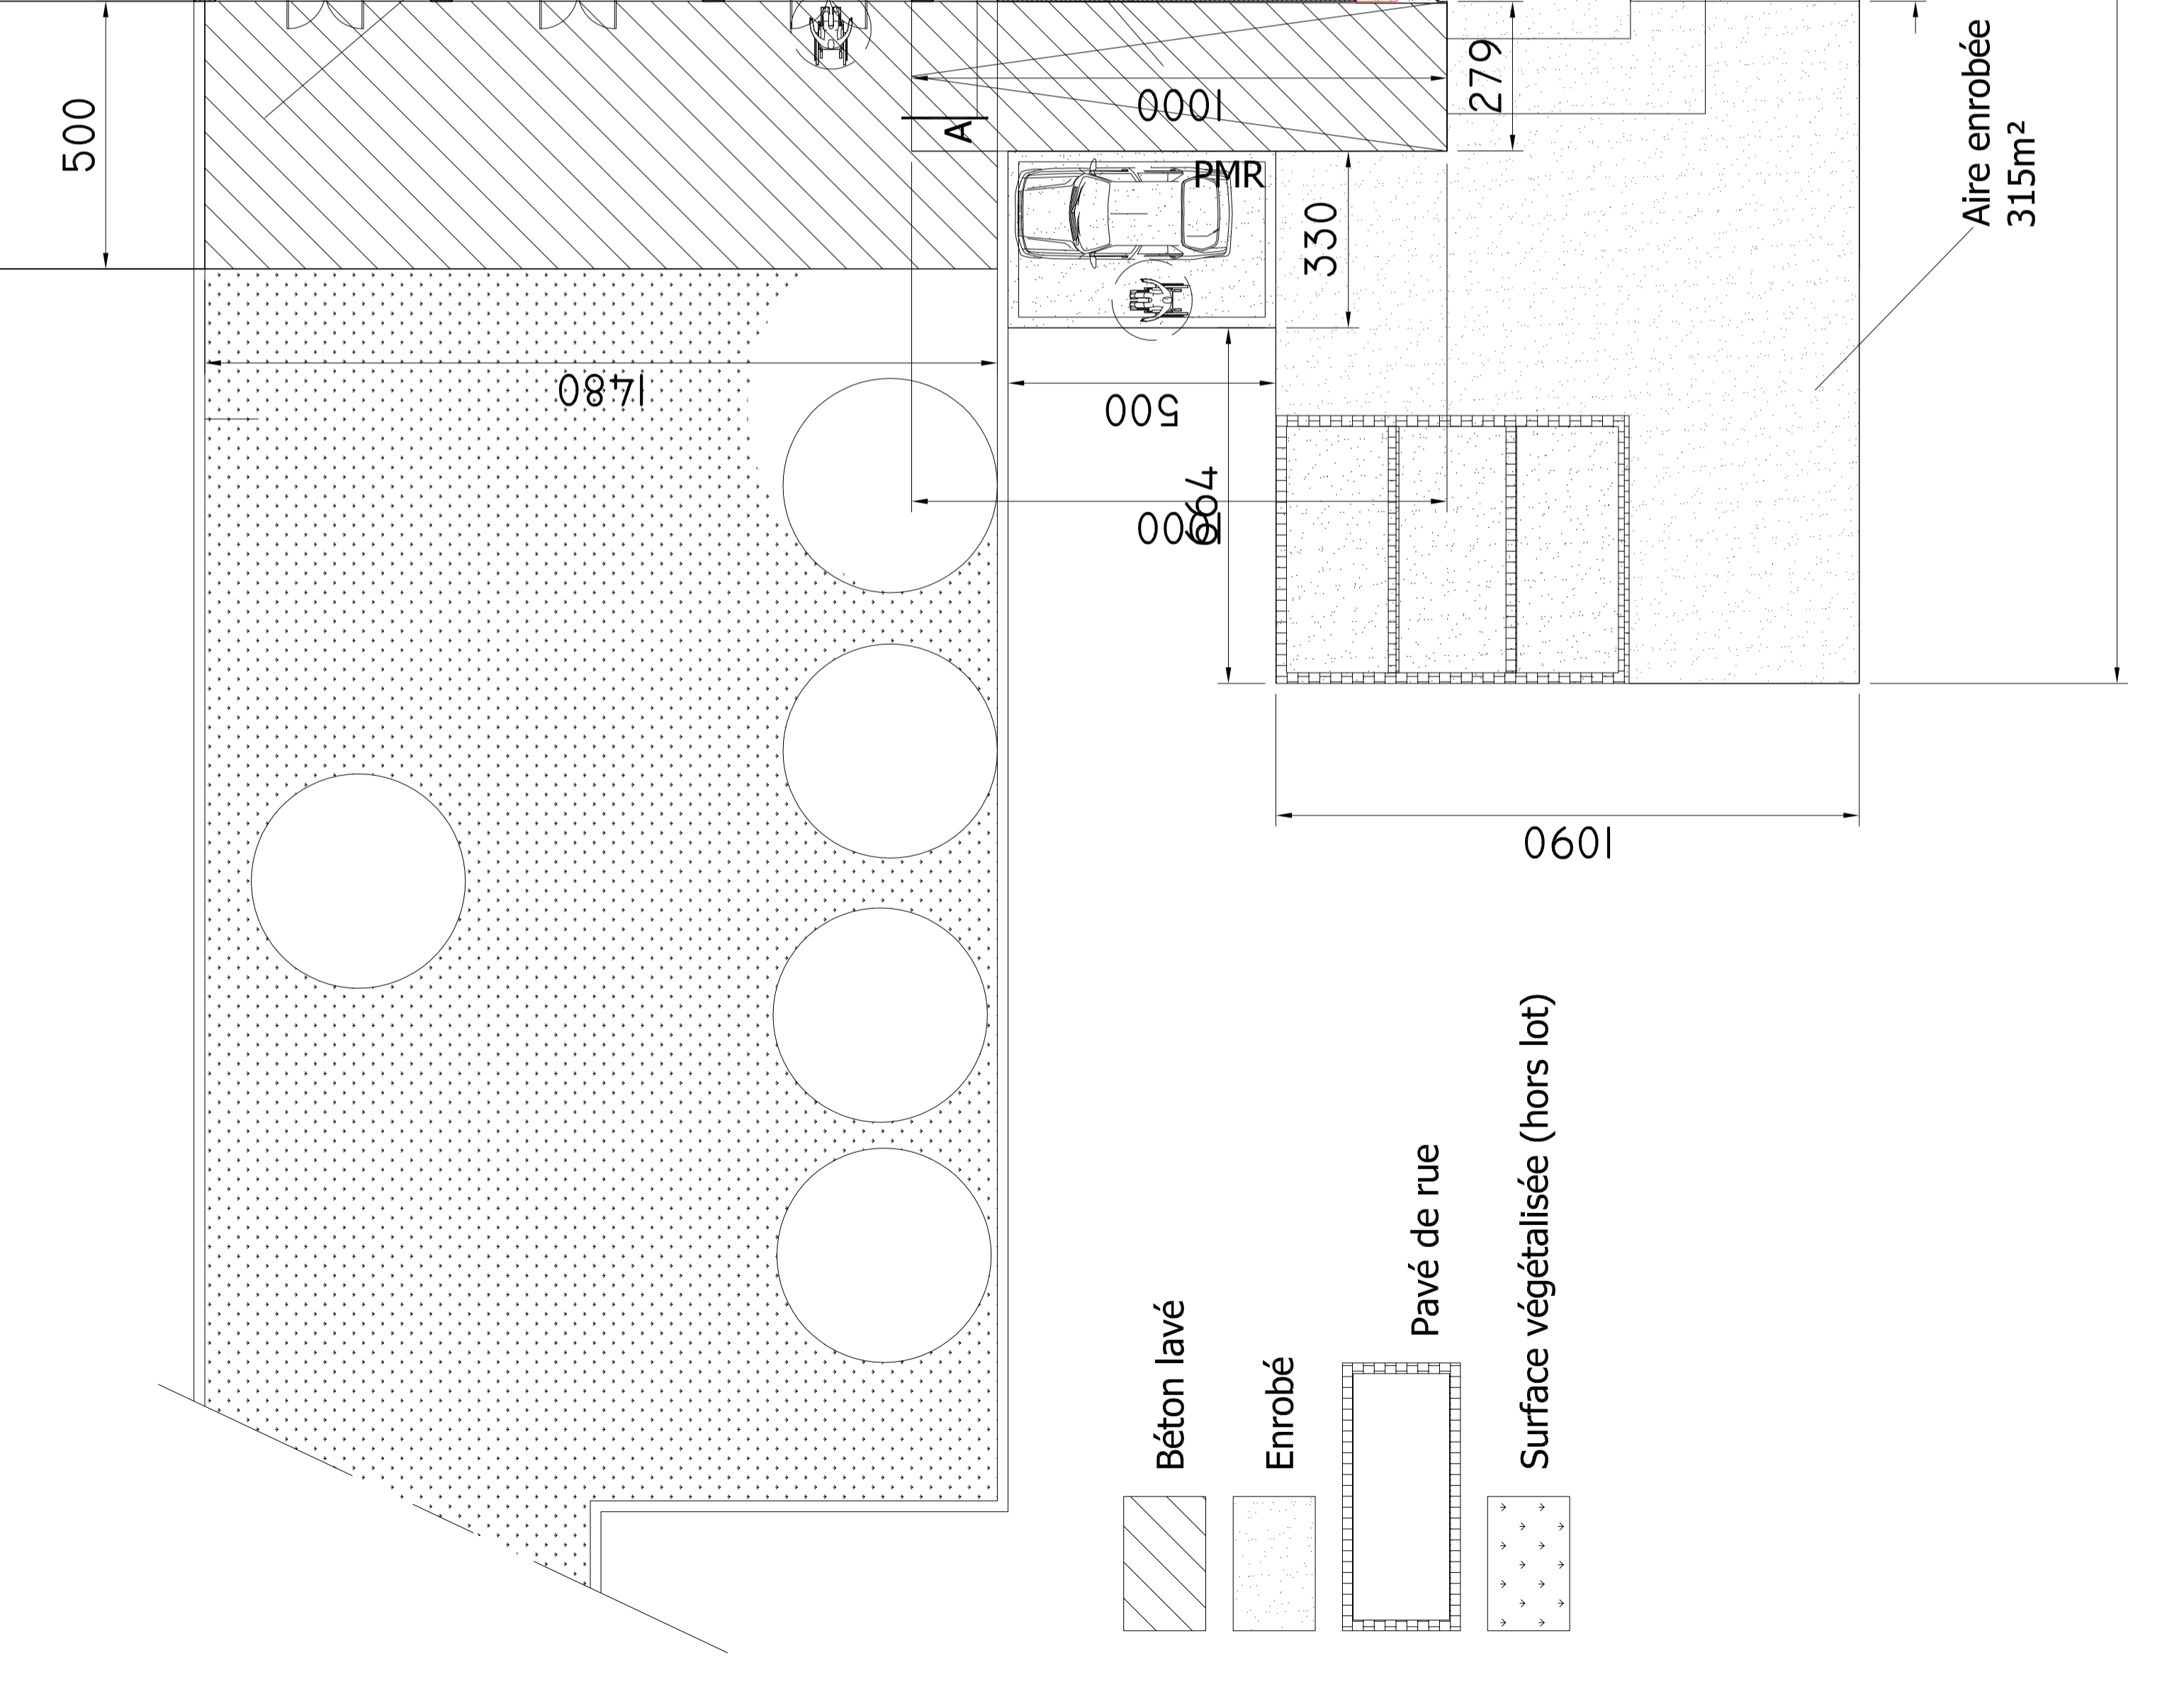 500
1000
279
A
PMR
330
Aire enrobée
315m²
1480
500
664
1000
1090
Béton lavé
Enrobé
Pavé de rue
Surface végétalisée (hors lot)